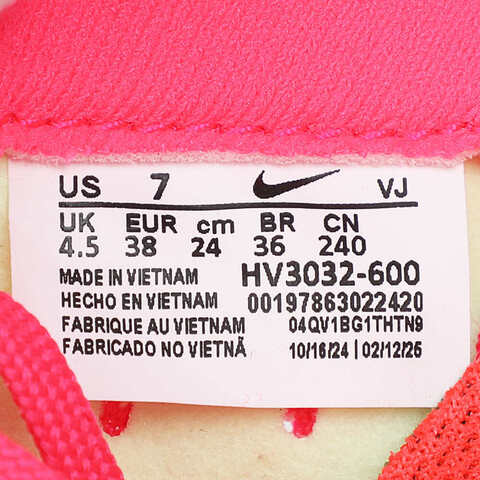 US 7 VJ
UK EUR cm BR CN
4.5 38 24 36 240
MADE IN VIETNAM HV3032-600
HECHO EN VIETNAM 00197863022420
FABRIQUE AU VIETNAM 04QV1BG1THTN9
FABRICADO NO VIETNÃ 10/16/24 | 02/12/25